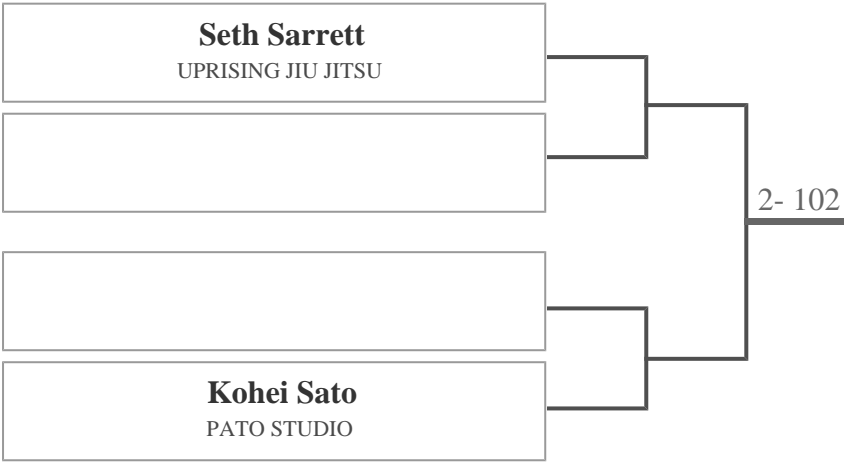 Seth Sarrett
UPRISING JIU JITSU
2- 102
Kohei Sato
PATO STUDIO